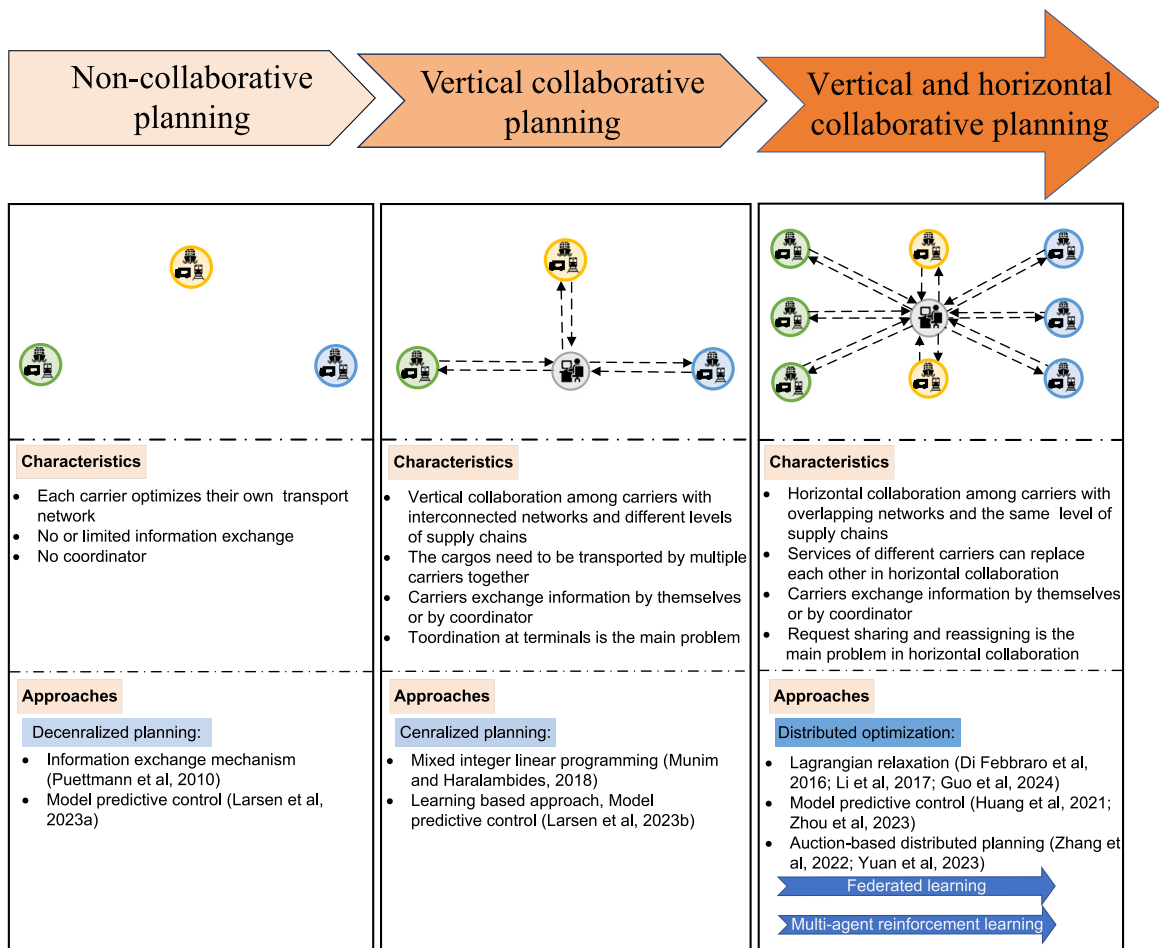 Non-collaborative
planning
Vertical collaborative
planning
Vertical and horizontal
collaborative planning
Characteristics
• Each carrier optimizes their own transport
network
• No or limited information exchange
• No coordinator
Approaches
Decenralized planning:
• Information exchange mechanism
(Puettmann et al, 2010)
• Model predictive control (Larsen et al,
2023a)
Characteristics
• Vertical collaboration among carriers with
interconnected networks and different levels
of supply chains
• The cargos need to be transported by multiple
carriers together
• Carriers exchange information by themselves
or by coordinator
• Toordination at terminals is the main problem
Approaches
Cenralized planning:
• Mixed integer linear programming (Munim
and Haralambides, 2018)
• Learning based approach, Model
predictive control (Larsen et al, 2023b)
Characteristics
• Horizontal collaboration among carriers with
overlapping networks and the same level of
supply chains
• Services of different carriers can replace
each other in horizontal collaboration
• Carriers exchange information by themselves
or by coordinator
• Request sharing and reassigning is the
main problem in horizontal collaboration
Approaches
Distributed optimization:
• Lagrangian relaxation (Di Febbraro et al,
2016; Li et al, 2017; Guo et al, 2024)
• Model predictive control (Huang et al, 2021;
Zhou et al, 2023)
• Auction-based distributed planning (Zhang et
al, 2022; Yuan et al, 2023)
Federated learning
Multi-agent reinforcement learning